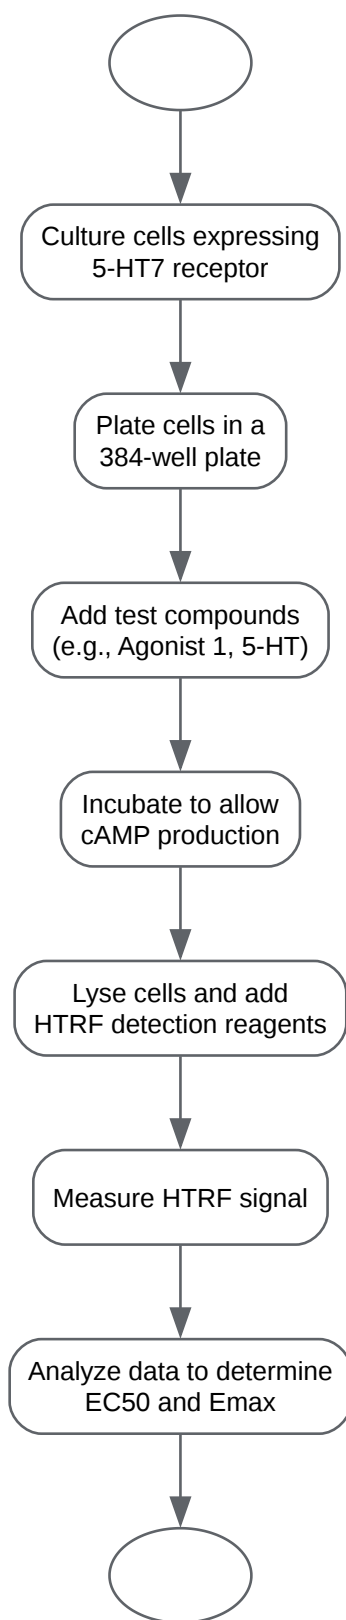 Culture cells expressing
5-HT7 receptor
Plate cells in a
384-well plate
Add test compounds
(e.g., Agonist 1, 5-HT)
Incubate to allow
cAMP production
Lyse cells and add
HTRF detection reagents
Measure HTRF signal
Analyze data to determine
EC50 and Emax